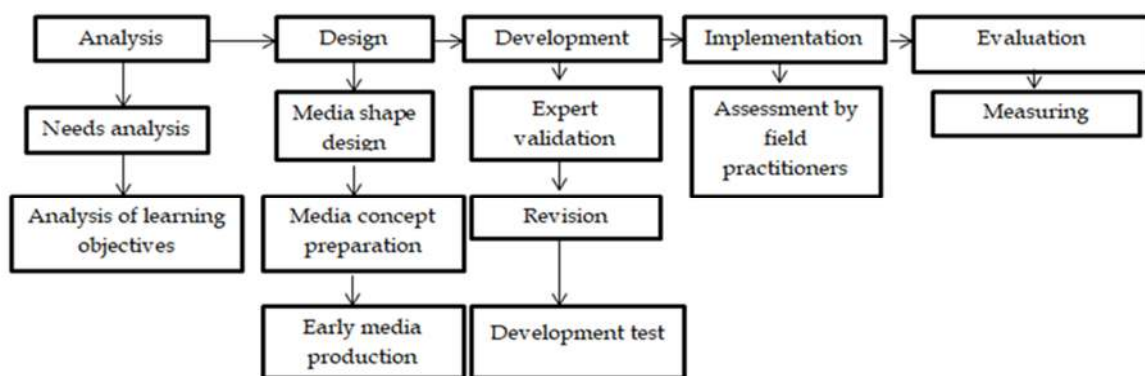 Analysis
Design
Development
Implementation
Evaluation
Needs analysis
Media shape
design
Expert
validation
Assessment by
field
practitioners
Measuring
Analysis of learning
objectives
Media concept
preparation
Revision
Early media
production
Development test